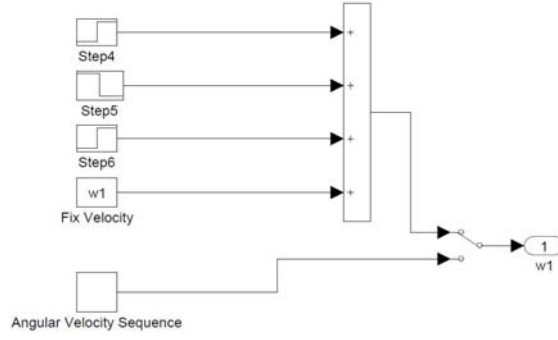 Step4
+
Step5
+
Step6
+
w1
+
Fix Velocity
1
w1
Angular Velocity Sequence